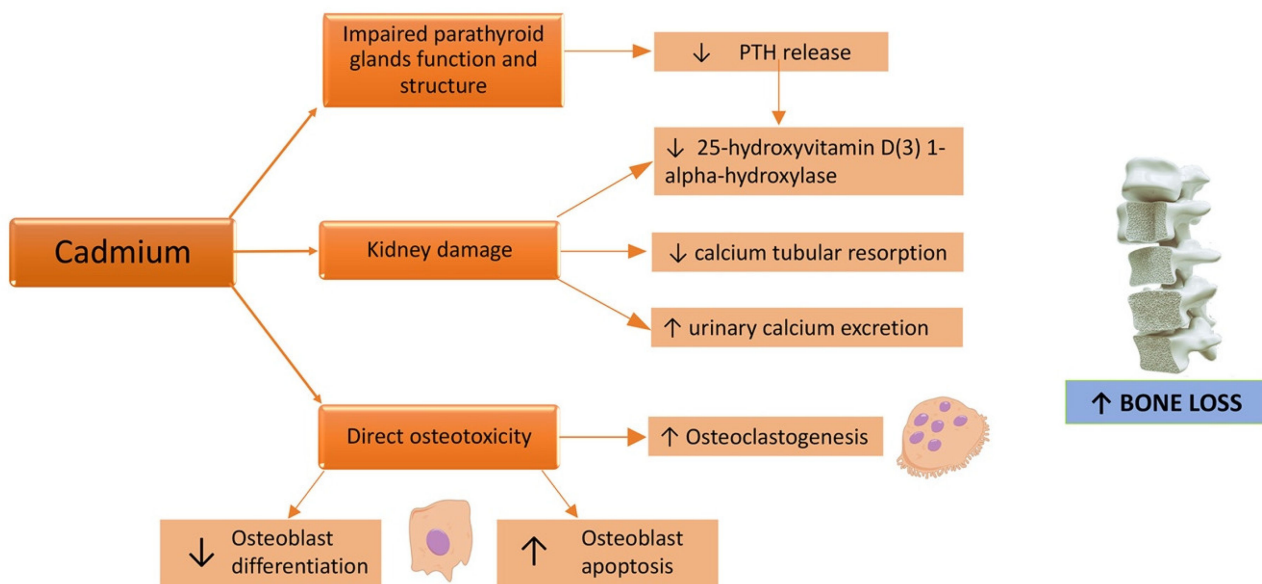 Impaired parathyroid
glands function and
structure
↓ PTH release
↓ 25-hydroxyvitamin D(3) 1-
alpha-hydroxylase
Cadmium
Kidney damage
↓ calcium tubular resorption
↑ urinary calcium excretion
↑ BONE LOSS
Direct osteotoxicity
↑ Osteoclastogenesis
↓ Osteoblast
differentiation
↑ Osteoblast
apoptosis